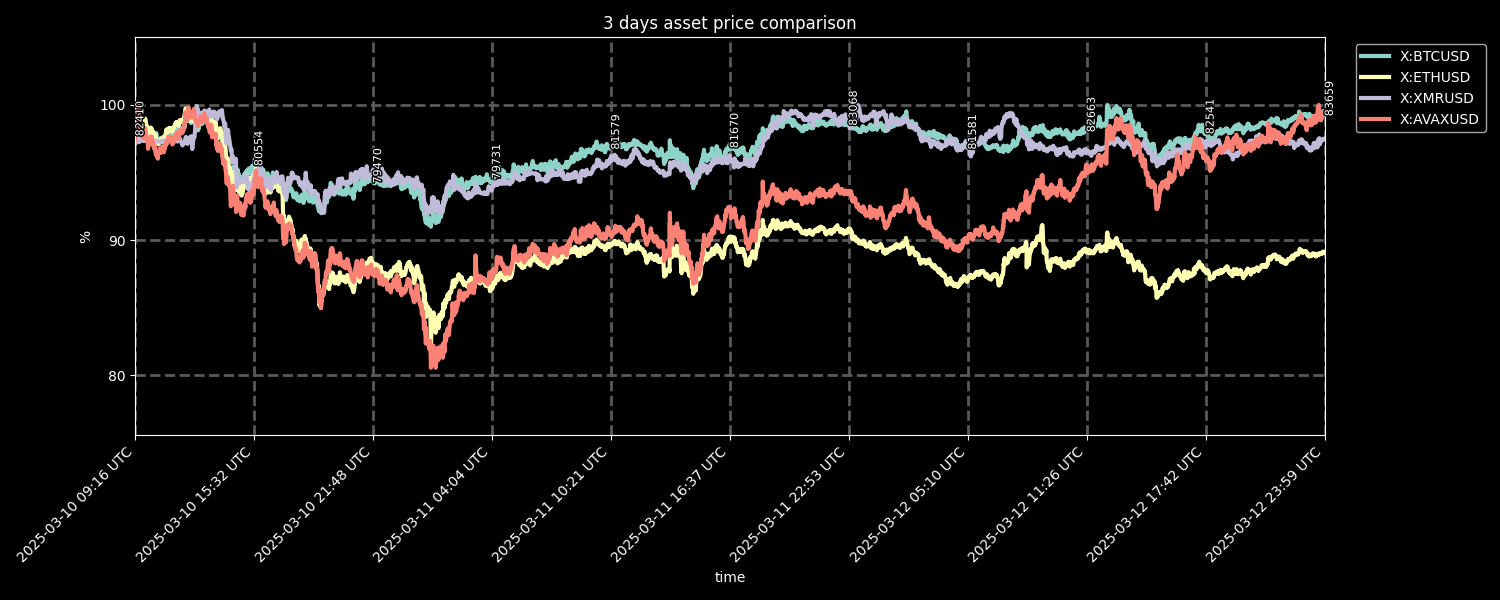 3 days asset price comparison
100
90
80
%
82410
80554
79470
79731
81579
81670
83068
81581
82663
82541
83659
X:BTCUSD
X:ETHUSD
X:XMRUSD
X:AVAXUSD
2025-03-10 09:16 UTC
2025-03-10 15:32 UTC
2025-03-10 21:48 UTC
2025-03-11 04:04 UTC
2025-03-11 10:21 UTC
2025-03-11 16:37 UTC
2025-03-11 22:53 UTC
2025-03-12 05:10 UTC
2025-03-12 11:26 UTC
2025-03-12 17:42 UTC
2025-03-12 23:59 UTC
time